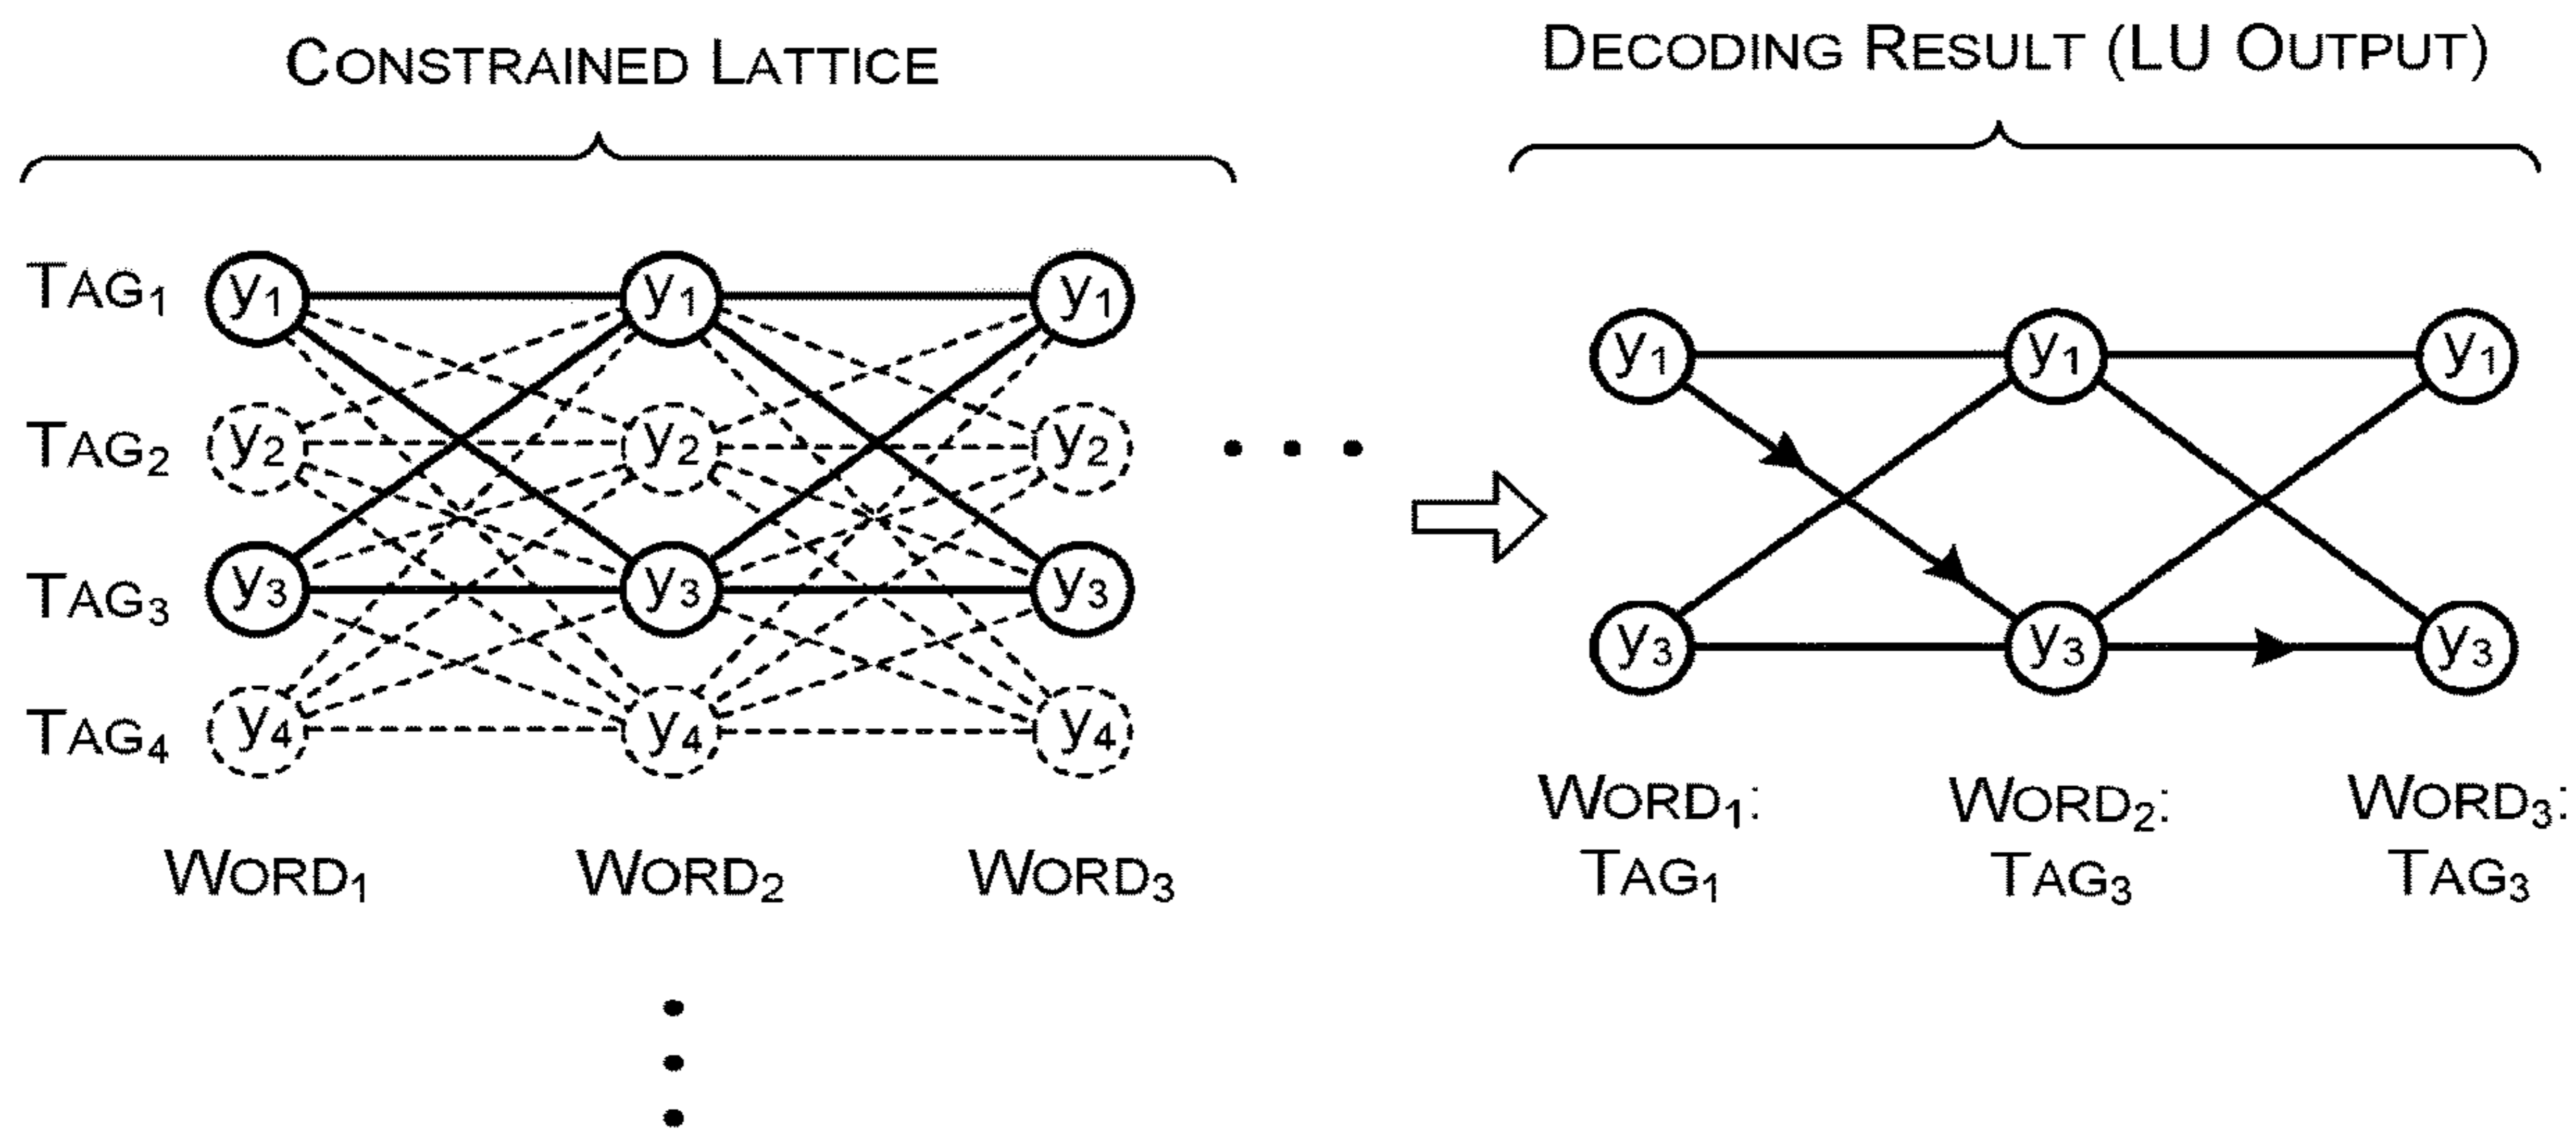 CONSTRAINED LATTICE
DECODING RESULT (LU OUTPUT)
TAG₁ y₁ y₁ y₁
TAG₂ y₂ y₂ y₂
TAG₃ y₃ y₃ y₃
TAG₄ y₄ y₄ y₄
WORD₁ WORD₂ WORD₃
y₁ y₁ y₁
y₃ y₃ y₃
WORD₁: WORD₂: WORD₃:
TAG₁ TAG₃ TAG₃